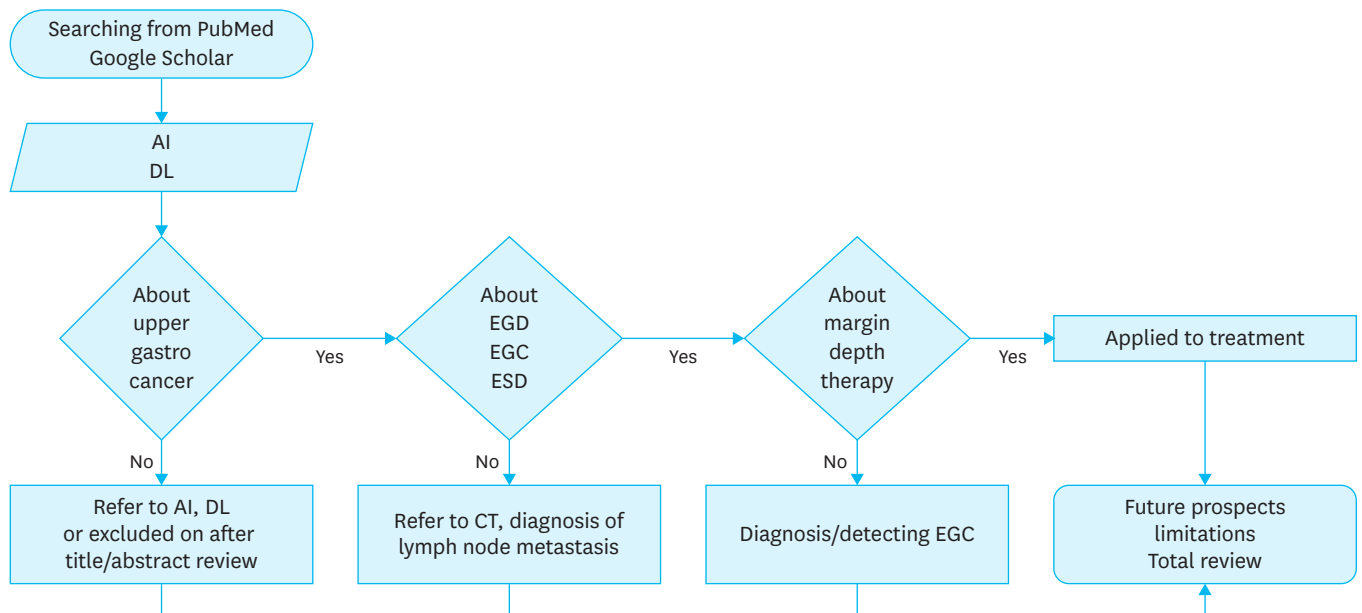 Searching from PubMed
Google Scholar
AI
DL
About
upper
gastro
cancer
Yes
About
EGD
EGC
ESD
Yes
About
margin
depth
therapy
Yes
Applied to treatment
No
No
No
Refer to AI, DL
or excluded on after
title/abstract review
Refer to CT, diagnosis of
lymph node metastasis
Diagnosis/detecting EGC
Future prospects
limitations
Total review